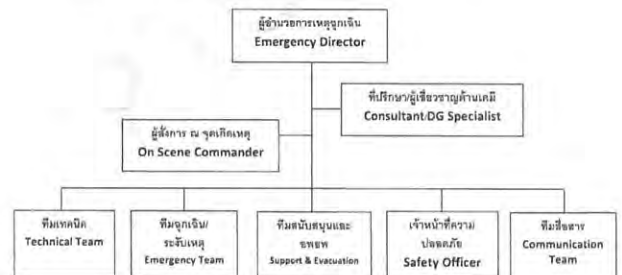 ผู้อำนวยการเหตุฉุกเฉิน
Emergency Director
ที่ปรึกษา/ผู้เชี่ยวชาญด้านเคมี
Consultant/DG Specialist
ผู้สั่งการ ณ จุดเกิดเหตุ
On Scene Commander
ทีมเทคนิค
Technical Team
ทีมฉุกเฉิน/
ระงับเหตุ
Emergency Team
ทีมสนับสนุนและ
อพยพ
Support & Evacuation
เจ้าหน้าที่ความ
ปลอดภัย
Safety Officer
ทีมสื่อสาร
Communication
Team